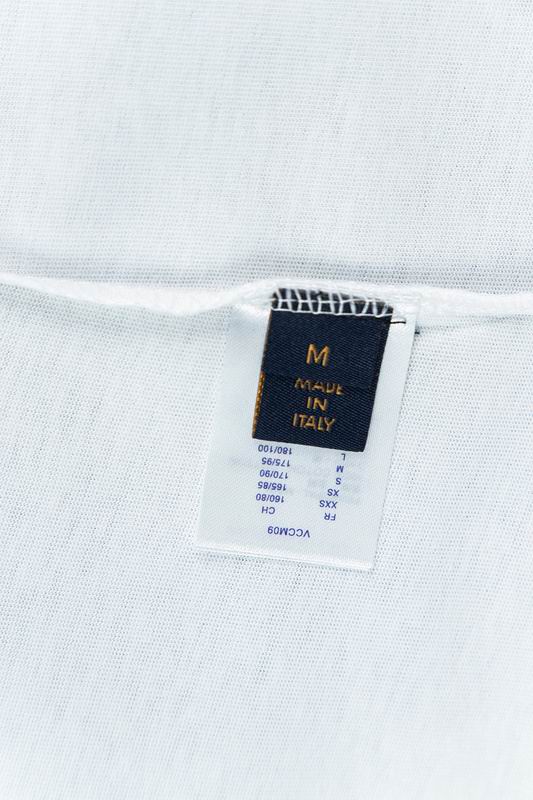 M
MADE
IN
ITALY
VCCM09
FR CH
XXS 160/80
XS 165/85
S 170/90
M 175/95
L 180/100